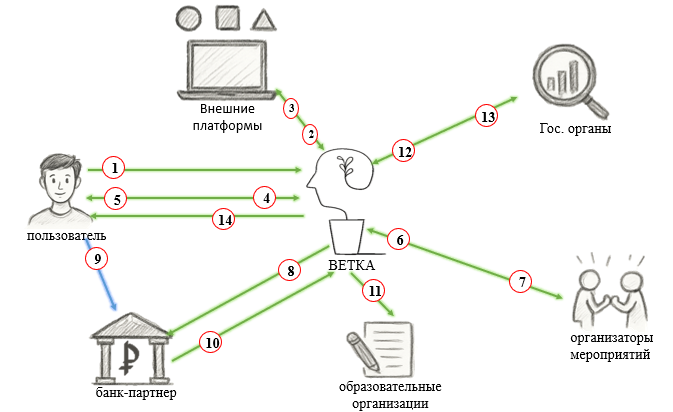 Внешние
платформы
3
2
13
Гос. органы
12
1
5
4
14
пользователь
6
9
8
ВЕТКА
7
11
10
организаторы
мероприятий
₽
банк-партнер
образовательные
организации